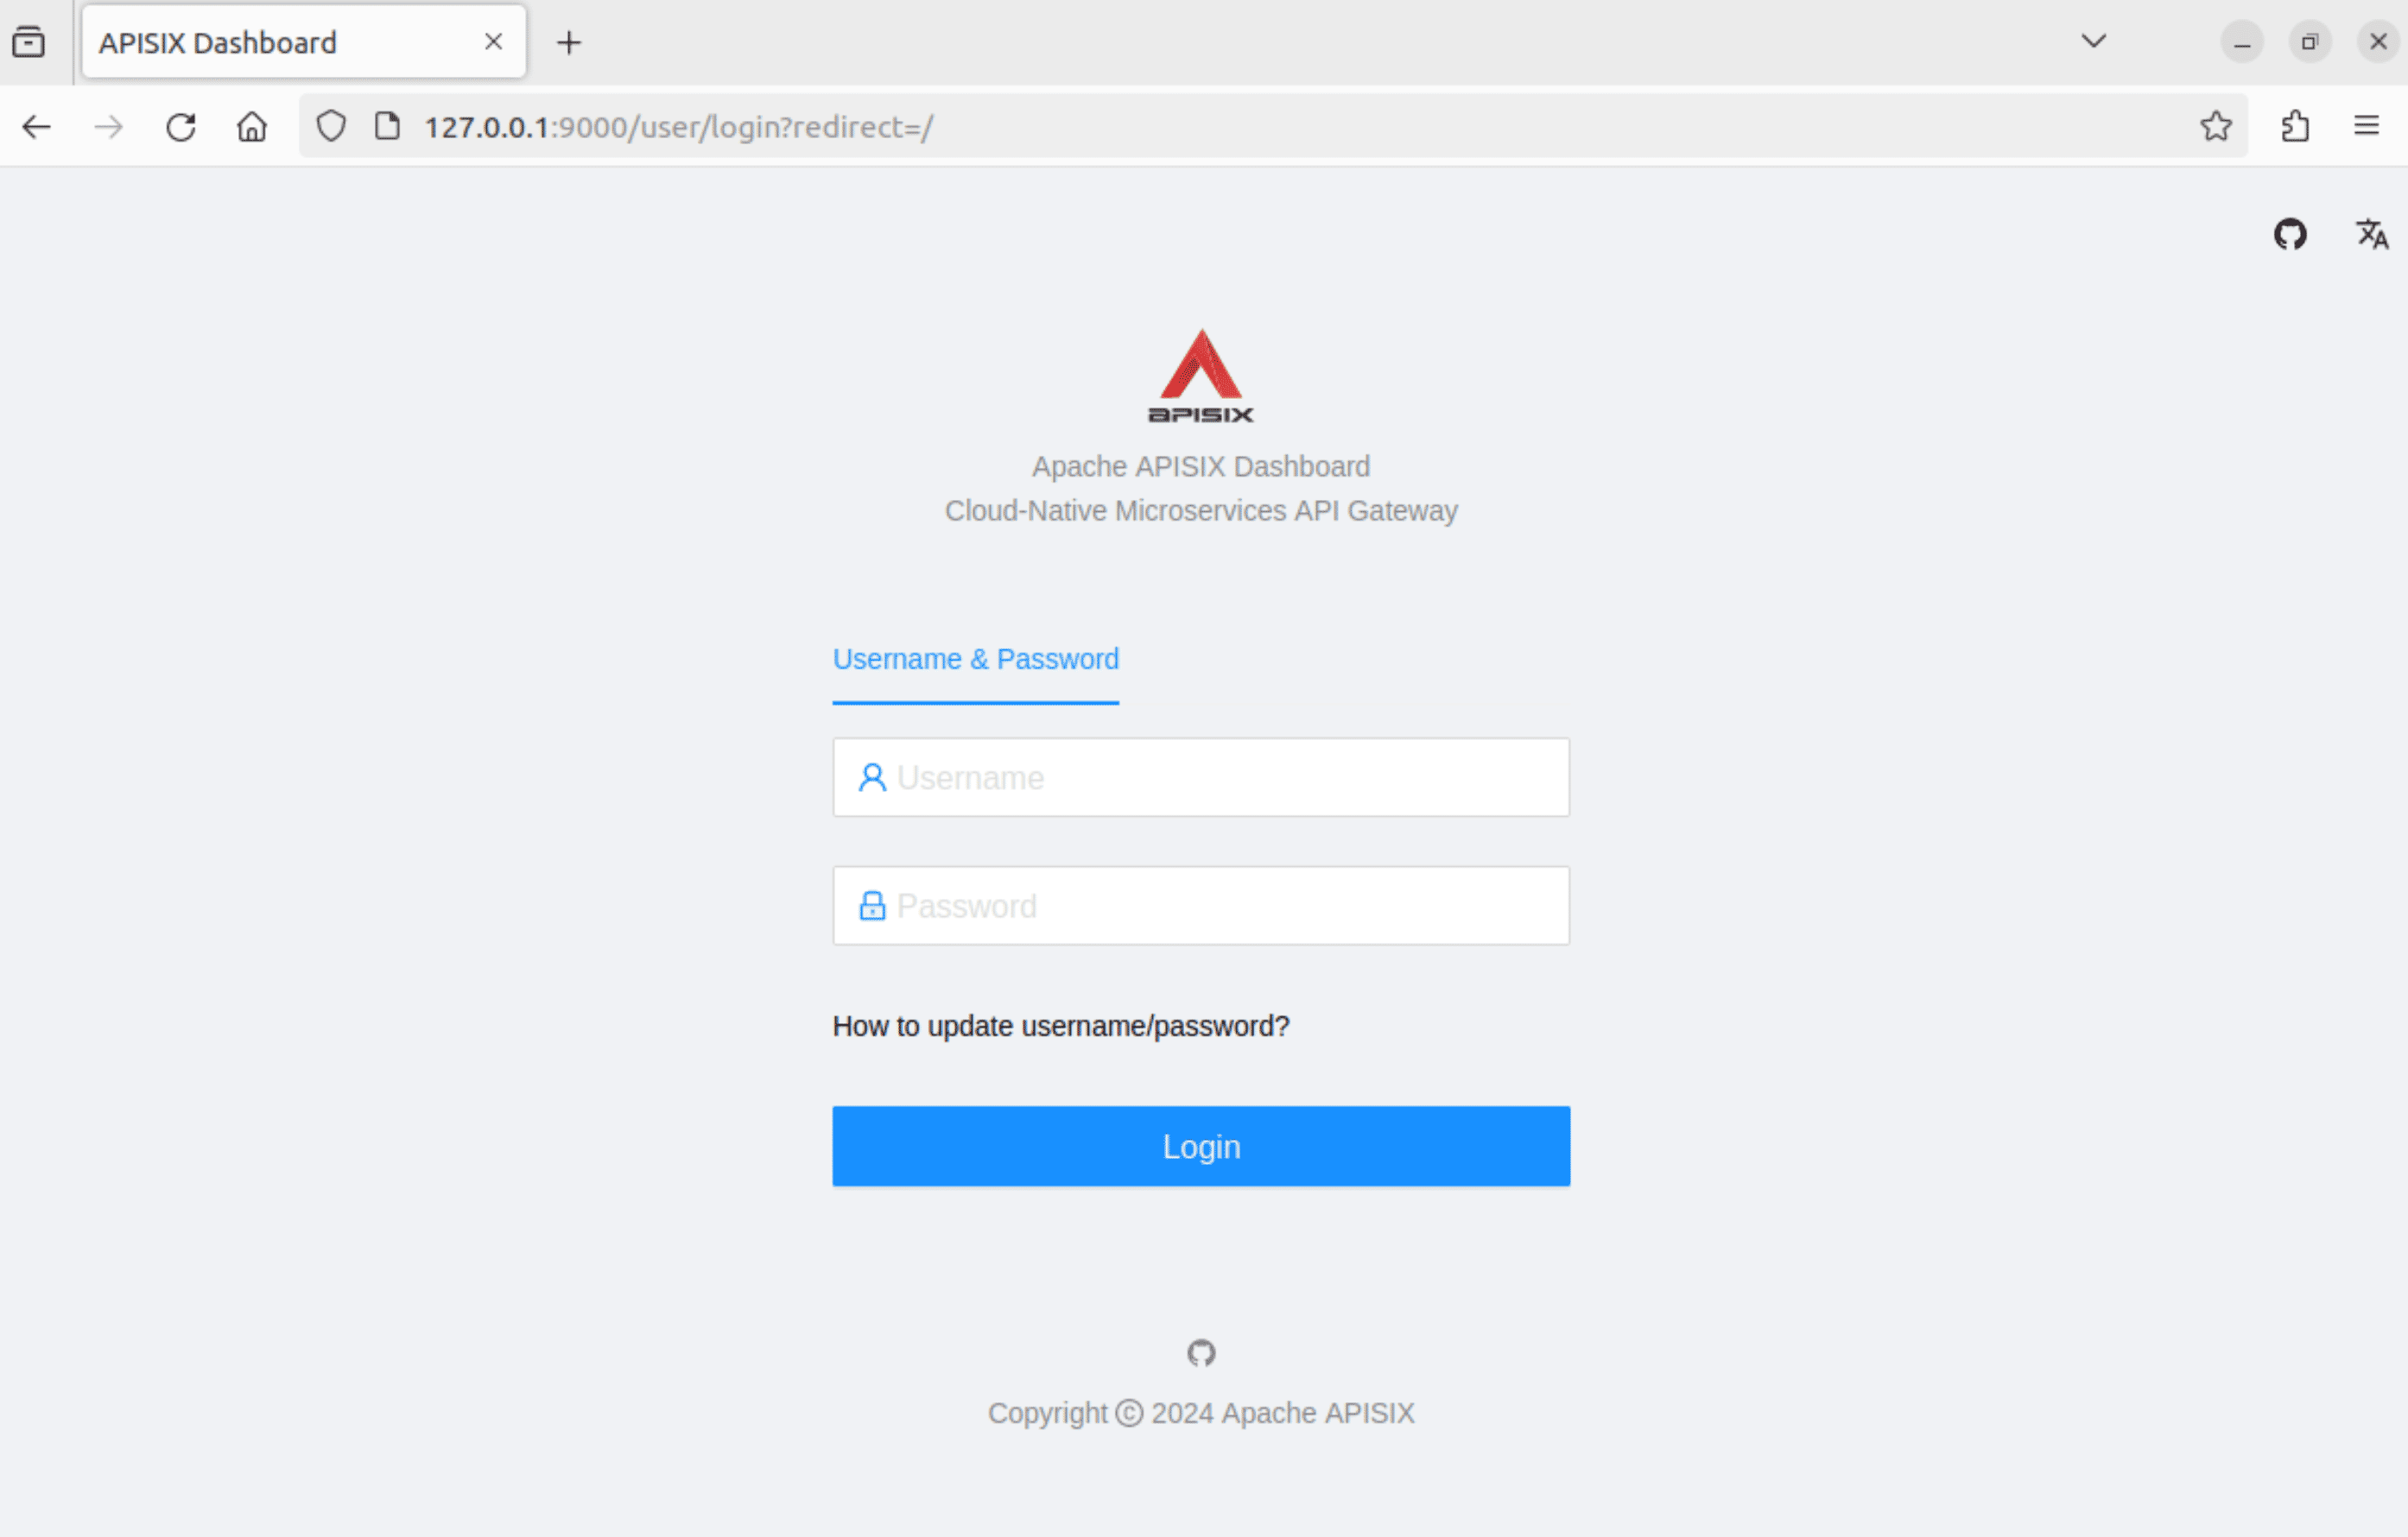 APISIX Dashboard
127.0.0.1:9000/user/login?redirect=/
APISIX
Apache APISIX Dashboard
Cloud-Native Microservices API Gateway
Username & Password
Username
Password
How to update username/password?
Login
Copyright © 2024 Apache APISIX